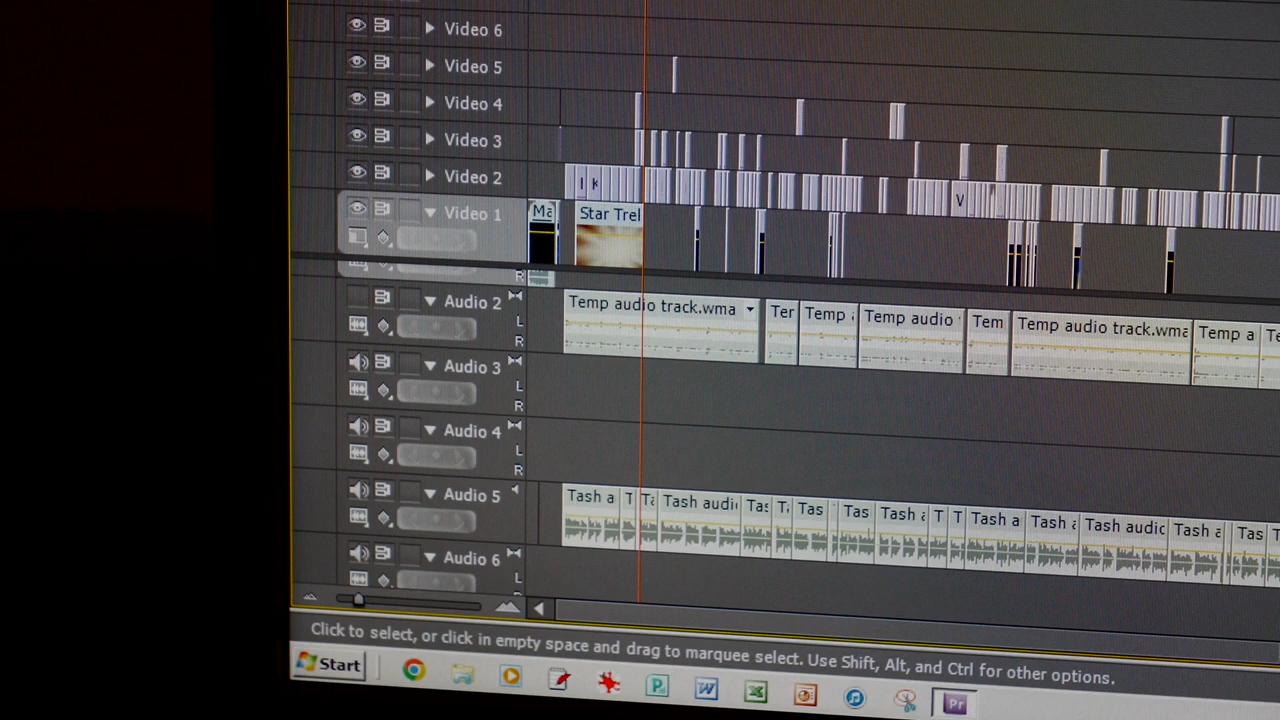 Video 6
Video 5
Video 4
Video 3
Video 2
Video 1
Ma
Star Trel
V
R
Audio 2
L
R
Temp audio track.wma
Ter
Temp
Temp audio
Tem
Temp audio track.wma
Temp a
Te
Audio 3
L
R
Audio 4
L
R
Audio 5
Tash a
T
Ta
Tash audi
Tas
T
Tas
Tas
Tash
T
T
Tash a
Tash
Tash audio
Tash a
Tas
T
Audio 6
L
Click to select, or click in empty space and drag to marquee select. Use Shift, Alt, and Ctrl for other options.
Start
P
W
X
Pr